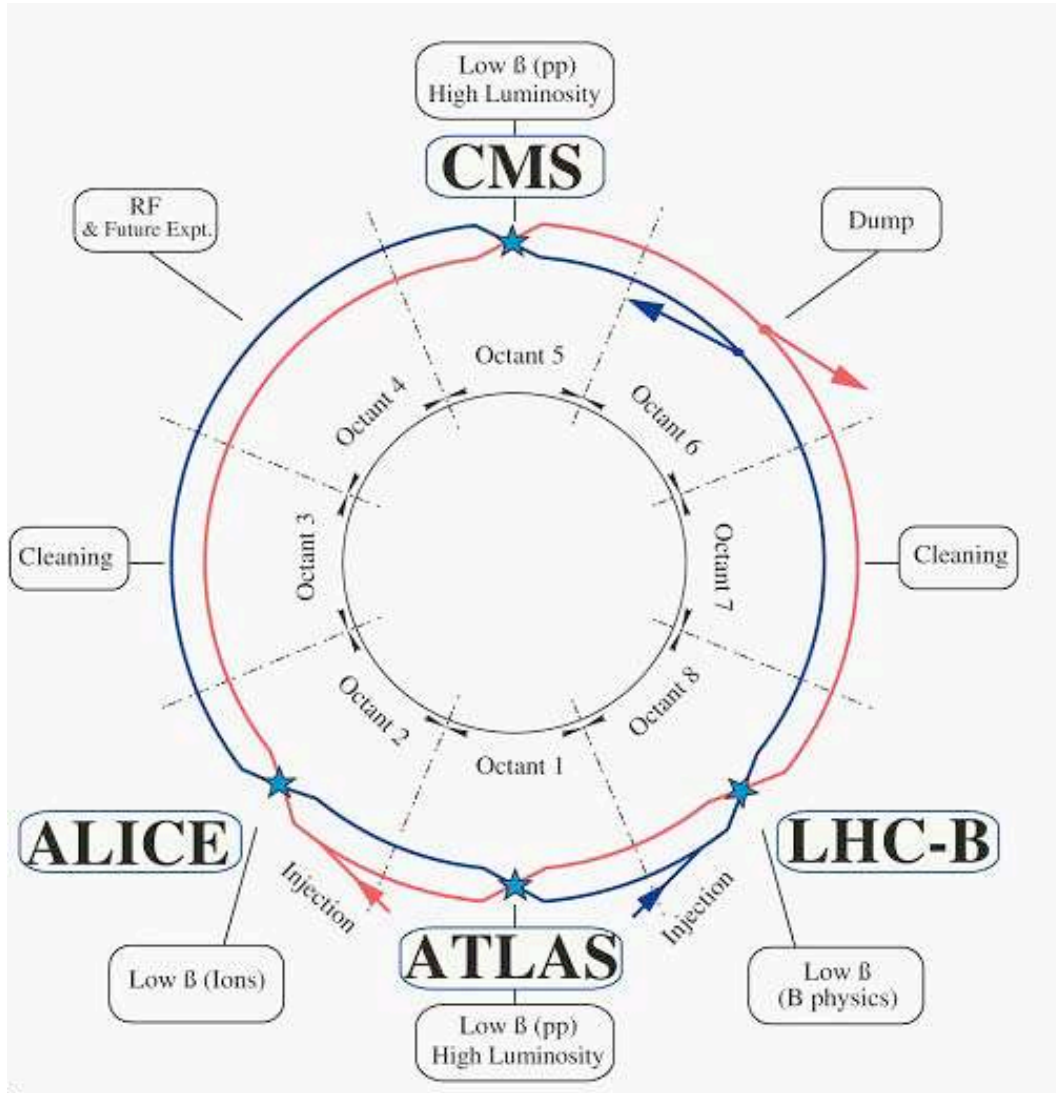 Low ß (pp)
High Luminosity
CMS
RF
& Future Expt.
Dump
Octant 5
Octant 4
Octant 6
Cleaning
Octant 3
Octant 7
Cleaning
Octant 2
Octant 8
Octant 1
ALICE
LHC-B
Injection
Injection
ATLAS
Low ß (Ions)
Low ß
(B physics)
Low ß (pp)
High Luminosity